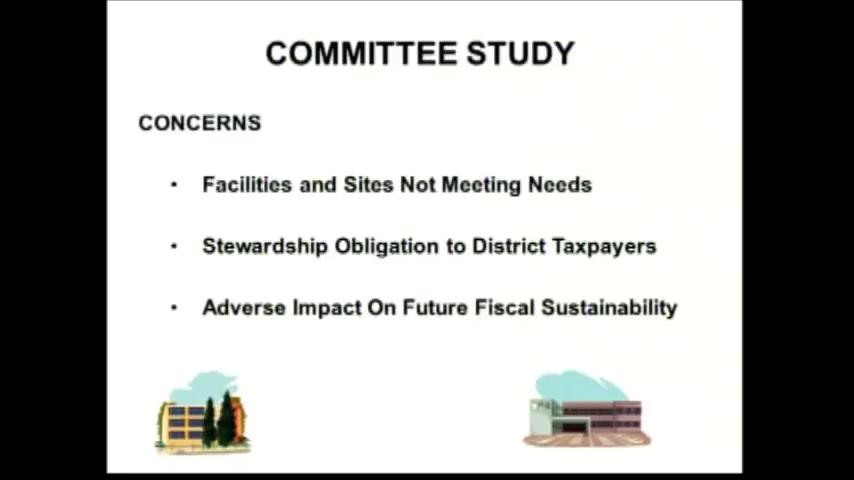 COMMITTEE STUDY
CONCERNS
• Facilities and Sites Not Meeting Needs
• Stewardship Obligation to District Taxpayers
• Adverse Impact On Future Fiscal Sustainability